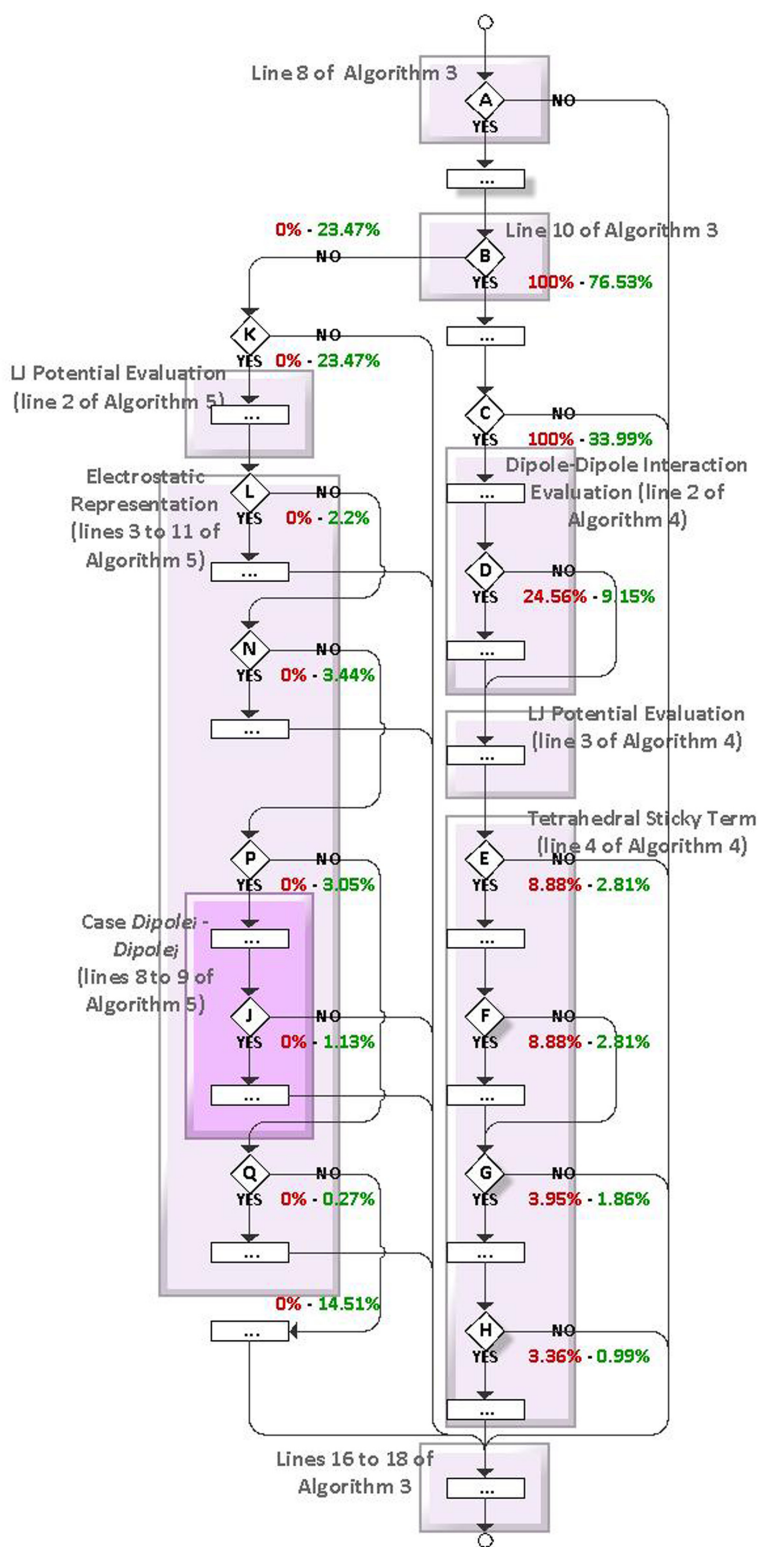 Line 8 of Algorithm 3
A
NO
YES
...
0% - 23.47%
Line 10 of Algorithm 3
NO
B
YES
100% - 76.53%
K
NO
YES
0% - 23.47%
...
LJ Potential Evaluation
(line 2 of Algorithm 5)
...
C
NO
YES
100% - 33.99%
Electrostatic
Representation
(lines 3 to 11 of
Algorithm 5)
L
NO
YES
0% - 2.2%
...
Dipole-Dipole Interaction
Evaluation (line 2 of
Algorithm 4)
...
D
NO
YES
24.56% - 9.15%
...
N
NO
YES
0% - 3.44%
...
LJ Potential Evaluation
(line 3 of Algorithm 4)
...
Tetrahedral Sticky Term
(line 4 of Algorithm 4)
P
NO
YES
0% - 3.05%
E
NO
YES
8.88% - 2.81%
Case Dipolei -
Dipolej
(lines 8 to 9 of
Algorithm 5)
...
...
J
NO
YES
0% - 1.13%
F
NO
YES
8.88% - 2.81%
...
...
Q
NO
YES
0% - 0.27%
G
NO
YES
3.95% - 1.86%
...
...
0% - 14.51%
...
H
NO
YES
3.36% - 0.99%
...
Lines 16 to 18 of
Algorithm 3
...